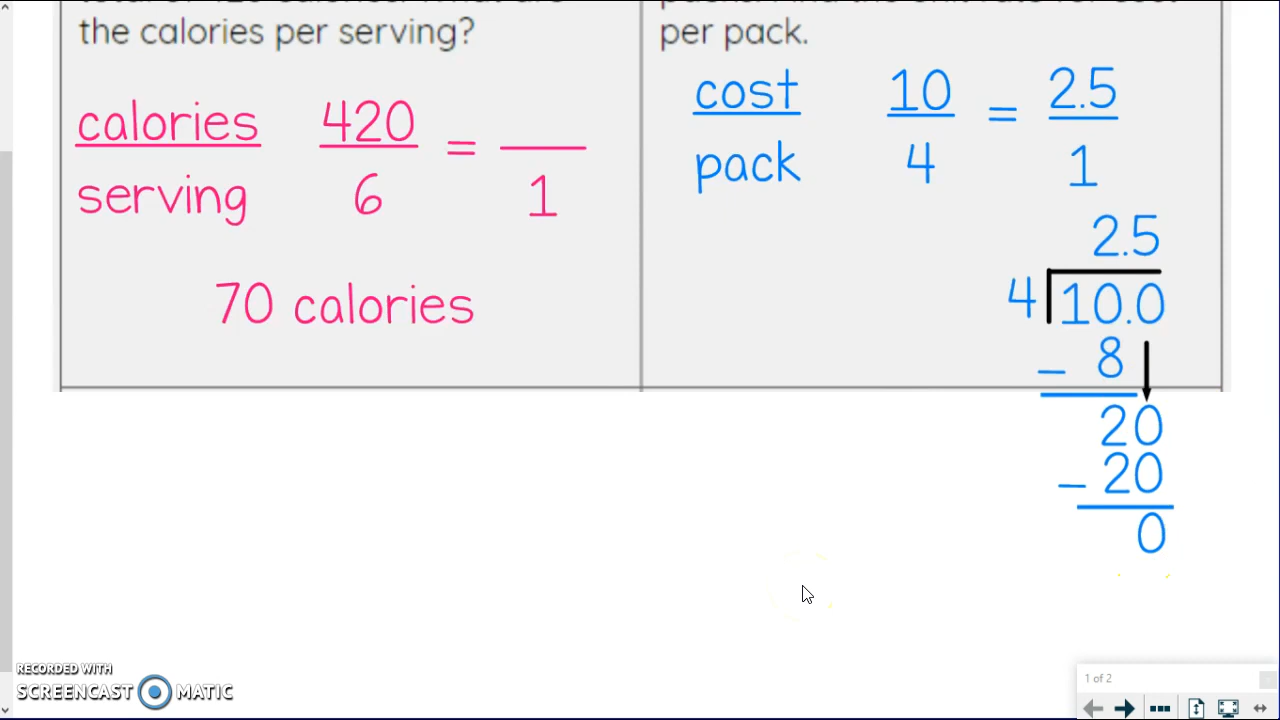 the calories per serving?
calories 420 = 
serving 6 1
70 calories
per pack.
cost 10 = 2.5
pack 4 1
2.5
4 10.0
- 8
20
- 20
0
RECORDED WITH
SCREENCAST MATIC
1 of 2